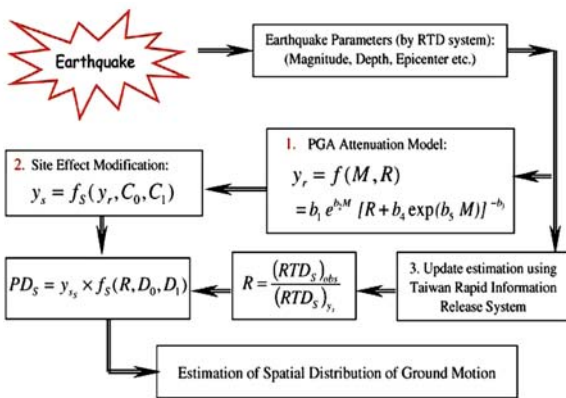 Earthquake
Earthquake Parameters (by RTD system):
(Magnitude, Depth, Epicenter etc.)
1. PGA Attenuation Model:
y_r = f(M, R)
= b_1 e^{b_2 M} [R + b_4 exp(b_5 M)]^{-b_3}
2. Site Effect Modification:
y_s = f_S(y_r, C_0, C_1)
3. Update estimation using
Taiwan Rapid Information
Release System
R = (RTD_S)_{obs} / (RTD_S)_{y_s}
PD_S = y_{s_S} × f_S(R, D_0, D_1)
Estimation of Spatial Distribution of Ground Motion